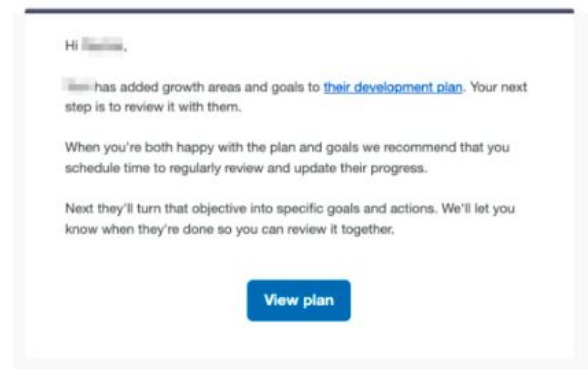 Hi ,
has added growth areas and goals to their development plan. Your next
step is to review it with them.
When you're both happy with the plan and goals we recommend that you
schedule time to regularly review and update their progress.
Next they'll turn that objective into specific goals and actions. We'll let you
know when they're done so you can review it together.
View plan